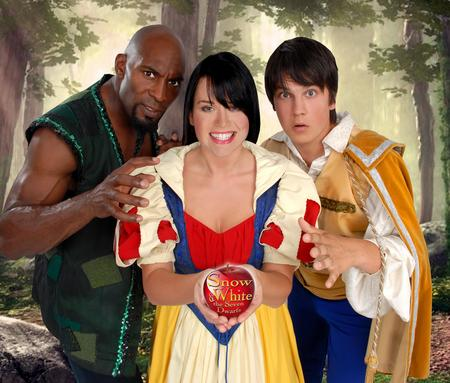 Snow
& White
the Seven
Dwarfs